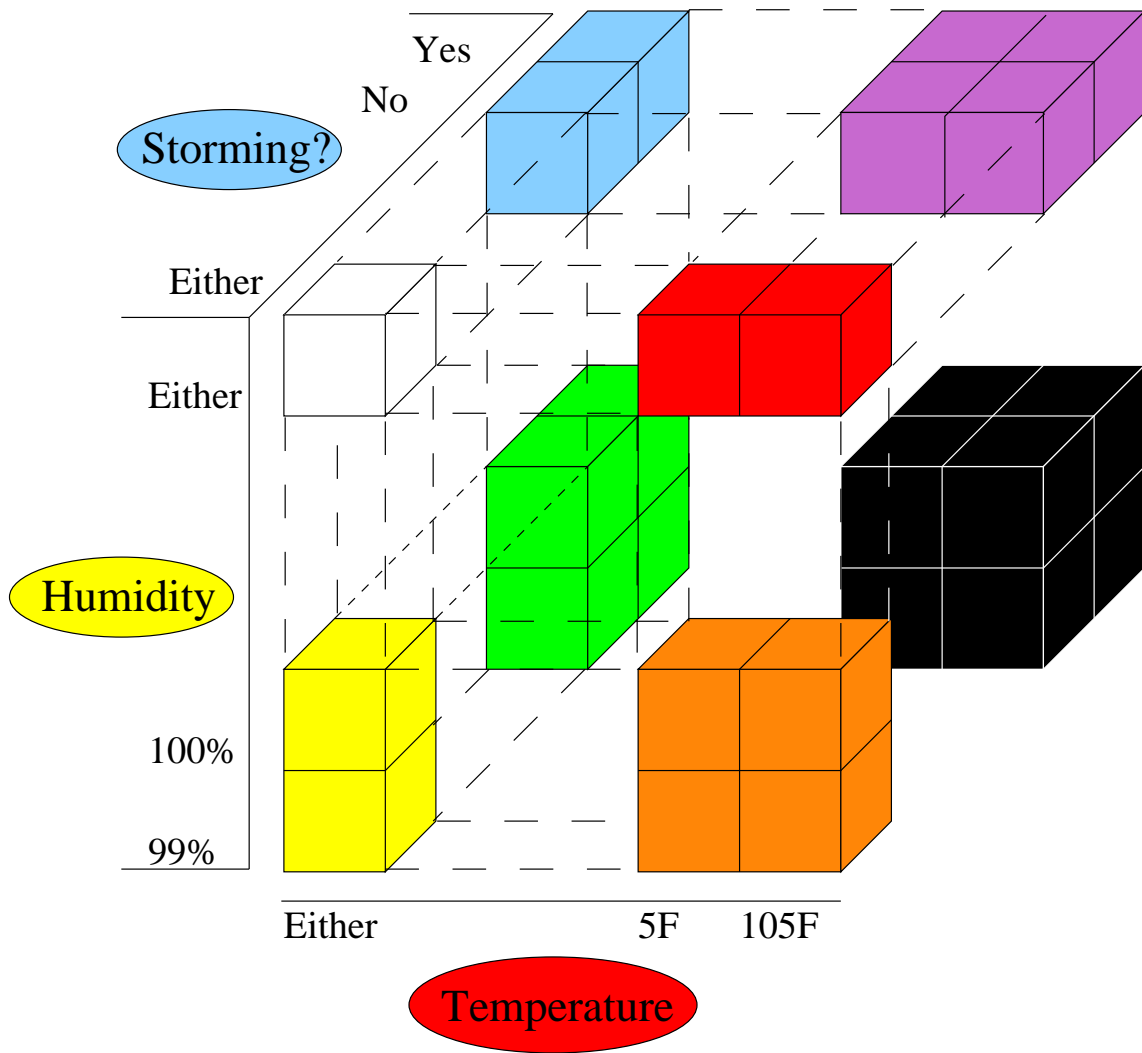 Yes
No
Storming?
Either
Either
Humidity
100%
99%
Either 5F 105F
Temperature